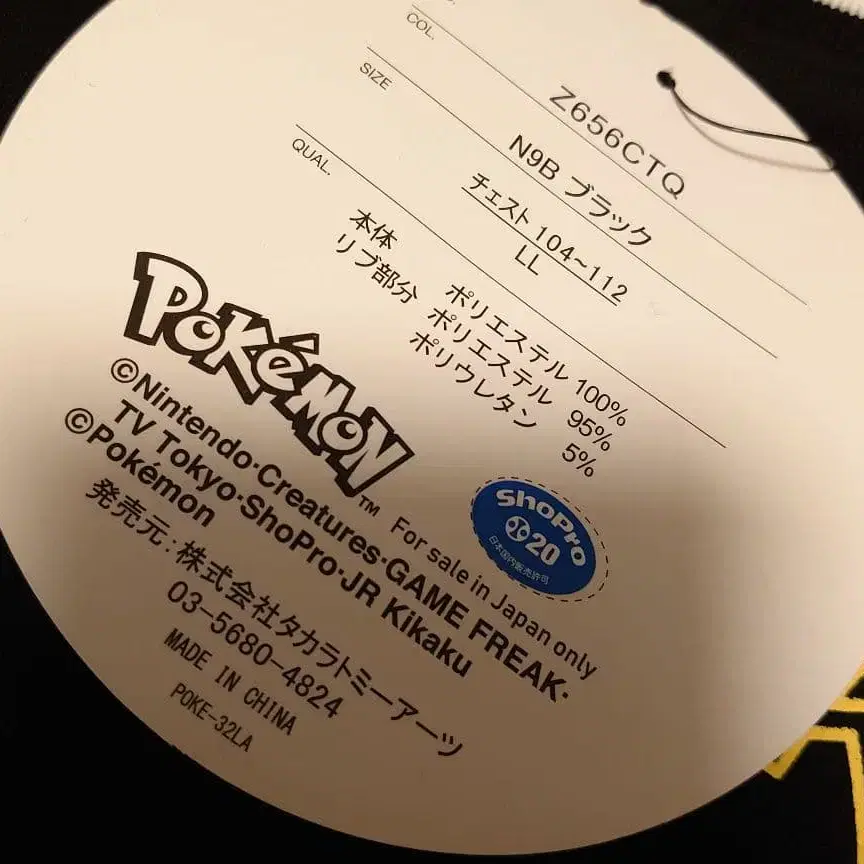 COL.
Z656CTQ
SIZE
N9B ブラック
QUAL.
チェスト 104~112
LL
本体 ポリエステル 100%
リブ部分 ポリエステル 95%
ポリウレタン 5%
POKéMON™
For sale in Japan only
ShoPro
20
日本国内販売許可
©Nintendo·Creatures·GAME FREAK·
TV Tokyo·ShoPro·JR Kikaku
©Pokémon
発売元:株式会社タカラトミーアーツ
03-5680-4824
MADE IN CHINA
POKE-32LA